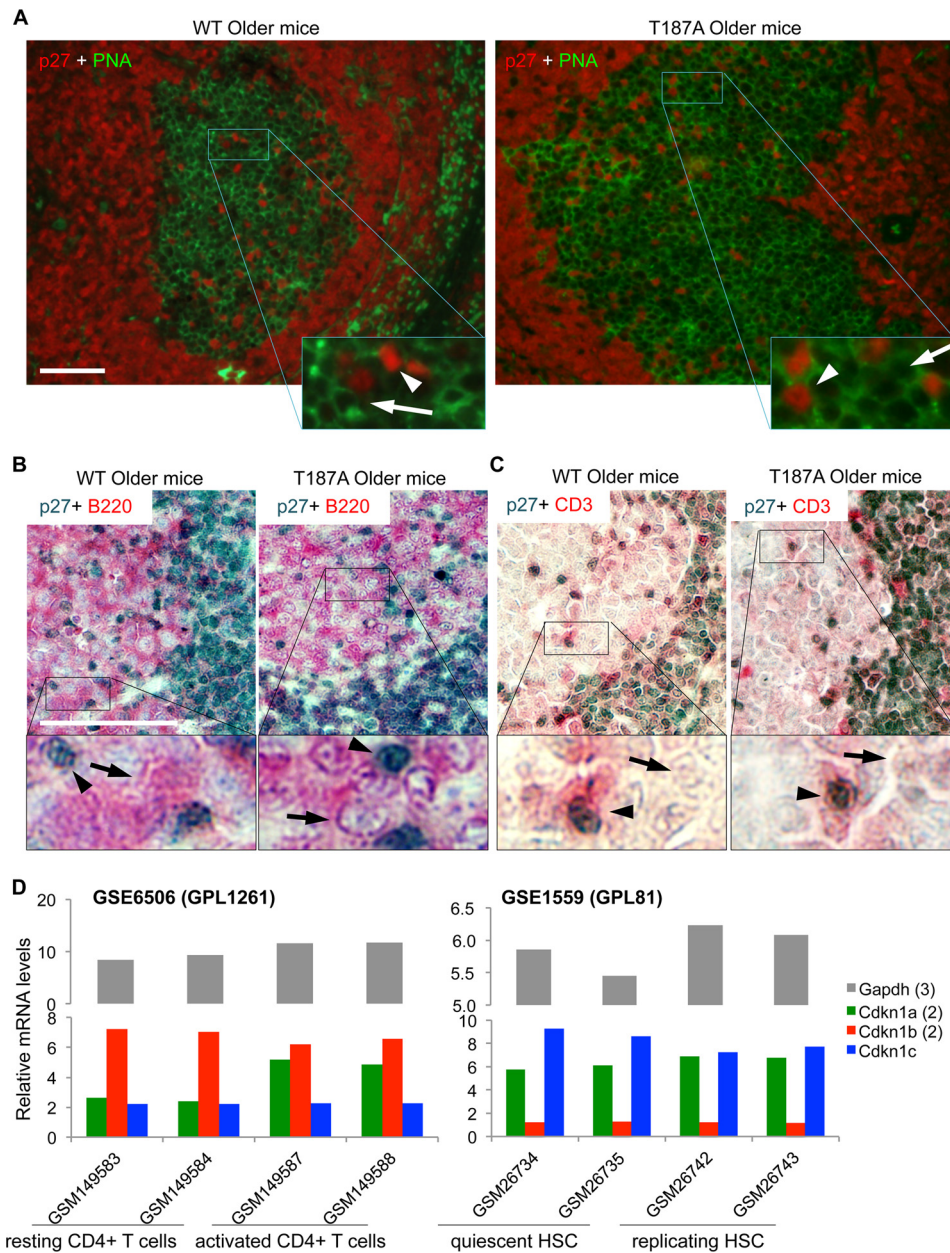 A
WT Older mice
T187A Older mice
p27 + PNA
p27 + PNA
B
WT Older mice
T187A Older mice
p27+ B220
p27+ B220
C
WT Older mice
T187A Older mice
p27+ CD3
p27+ CD3
D
GSE6506 (GPL1261)
GSE1559 (GPL81)
Relative mRNA levels
20
10
0
8
6
4
2
0
6.5
6.0
5.5
5.0
10
8
6
4
2
0
Gapdh (3)
Cdkn1a (2)
Cdkn1b (2)
Cdkn1c
GSM149583
GSM149584
GSM149587
GSM149588
GSM26734
GSM26735
GSM26742
GSM26743
resting CD4+ T cells
activated CD4+ T cells
quiescent HSC
replicating HSC